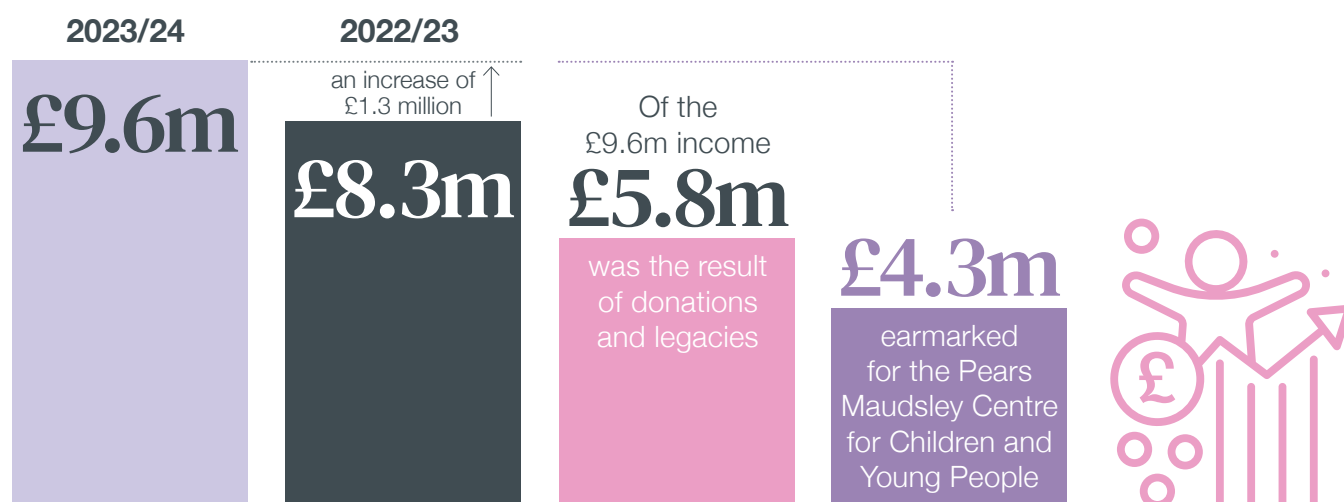 2023/24
£9.6m
2022/23
an increase of
£1.3 million
£8.3m
Of the
£9.6m income
£5.8m
was the result
of donations
and legacies
£4.3m
earmarked
for the Pears
Maudsley Centre
for Children and
Young People
£